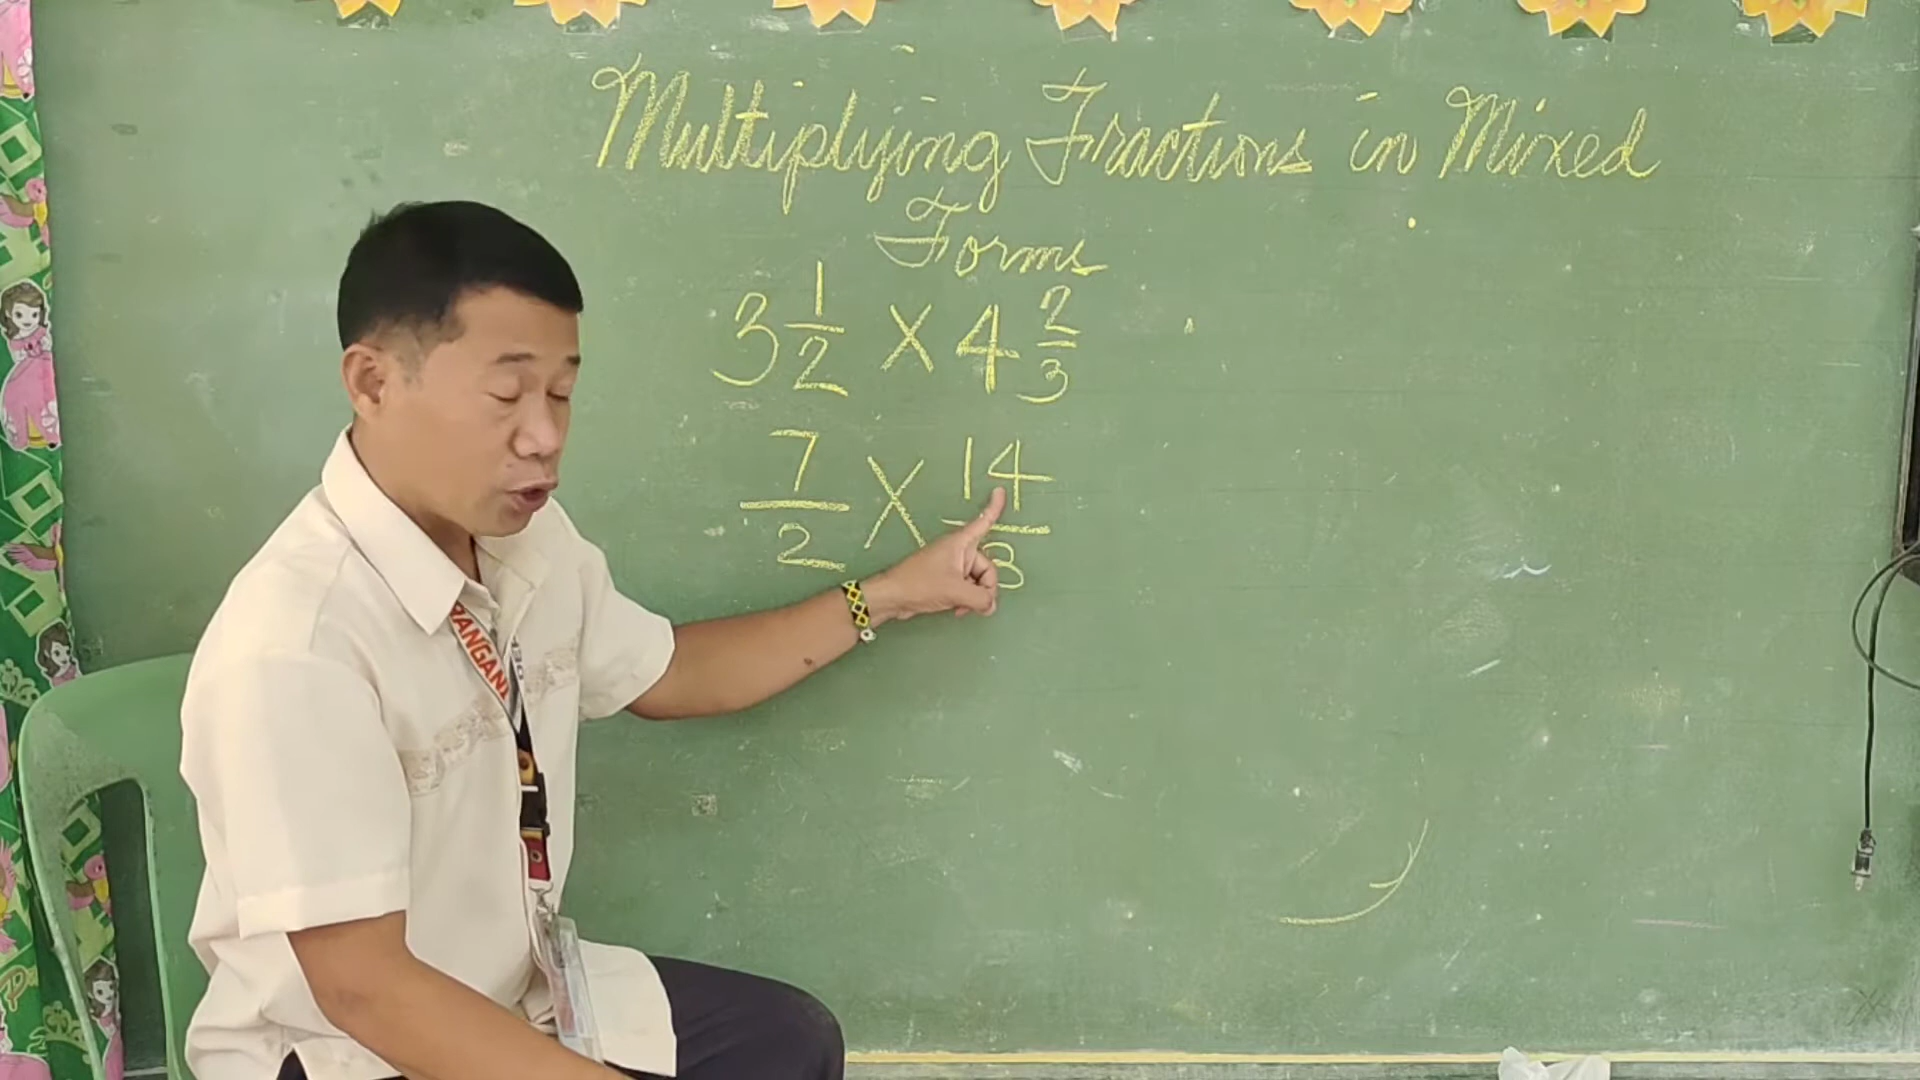 Multiplying Fractions in Mixed
Forms
3 1/2 X 4 2/3
7/2 X 14/3